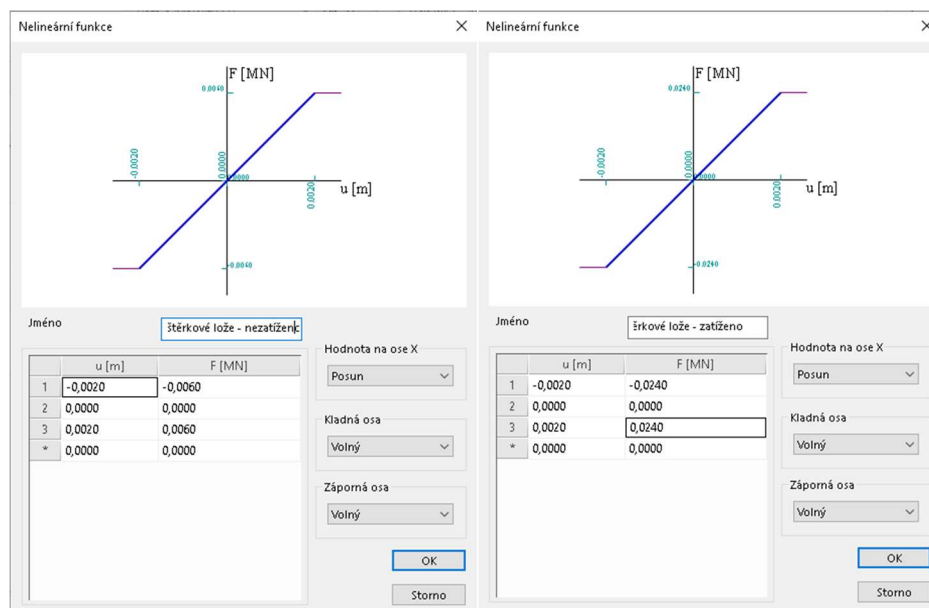 Nelineární funkce
F [MN]
0.0060
-0.0020
0.0000
0.0000
0.0020
u [m]
-0.0060
Jméno
štěrkové lože - nezatíženo
u [m] F [MN]
1 -0,0020 -0,0060
2 0,0000 0,0000
3 0,0020 0,0060
* 0,0000 0,0000
Hodnota na ose X
Posun
Kladná osa
Volný
Záporná osa
Volný
OK
Storno
Nelineární funkce
F [MN]
0.0240
-0.0020
0.0000
0.0000
0.0020
u [m]
-0.0240
Jméno
ěrkové lože - zatíženo
u [m] F [MN]
1 -0,0020 -0,0240
2 0,0000 0,0000
3 0,0020 0,0240
* 0,0000 0,0000
Hodnota na ose X
Posun
Kladná osa
Volný
Záporná osa
Volný
OK
Storno